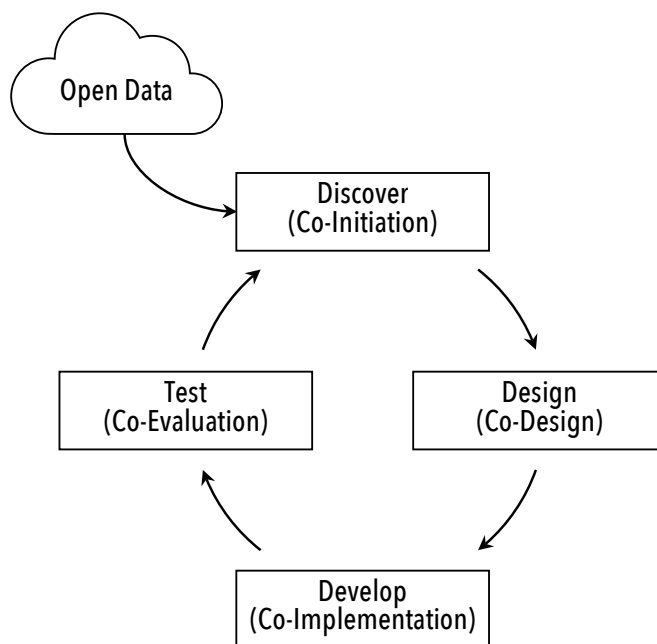 Open Data
Discover
(Co-Initiation)
Test
(Co-Evaluation)
Design
(Co-Design)
Develop
(Co-Implementation)